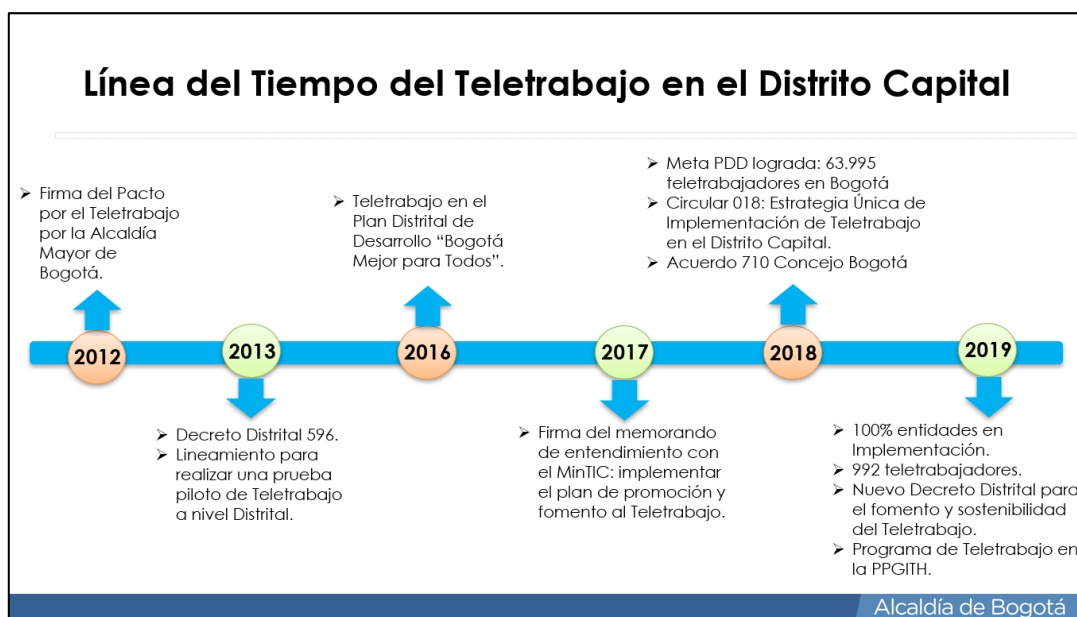 Línea del Tiempo del Teletrabajo en el Distrito Capital
➢ Firma del Pacto
por el Teletrabajo
por la Alcaldía
Mayor de
Bogotá.
➢ Teletrabajo en el
Plan Distrital de
Desarrollo “Bogotá
Mejor para Todos”.
➢ Meta PDD lograda: 63.995
teletrabajadores en Bogotá
➢ Circular 018: Estrategia Única de
Implementación de Teletrabajo
en el Distrito Capital.
➢ Acuerdo 710 Concejo Bogotá
2012
2013
2016
2017
2018
2019
➢ Decreto Distrital 596.
➢ Lineamiento para
realizar una prueba
piloto de Teletrabajo
a nivel Distrital.
➢ Firma del memorando
de entendimiento con
el MinTIC: implementar
el plan de promoción y
fomento al Teletrabajo.
➢ 100% entidades en
Implementación.
➢ 992 teletrabajadores.
➢ Nuevo Decreto Distrital para
el fomento y sostenibilidad
del Teletrabajo.
➢ Programa de Teletrabajo en
la PPGITH.
Alcaldía de Bogotá